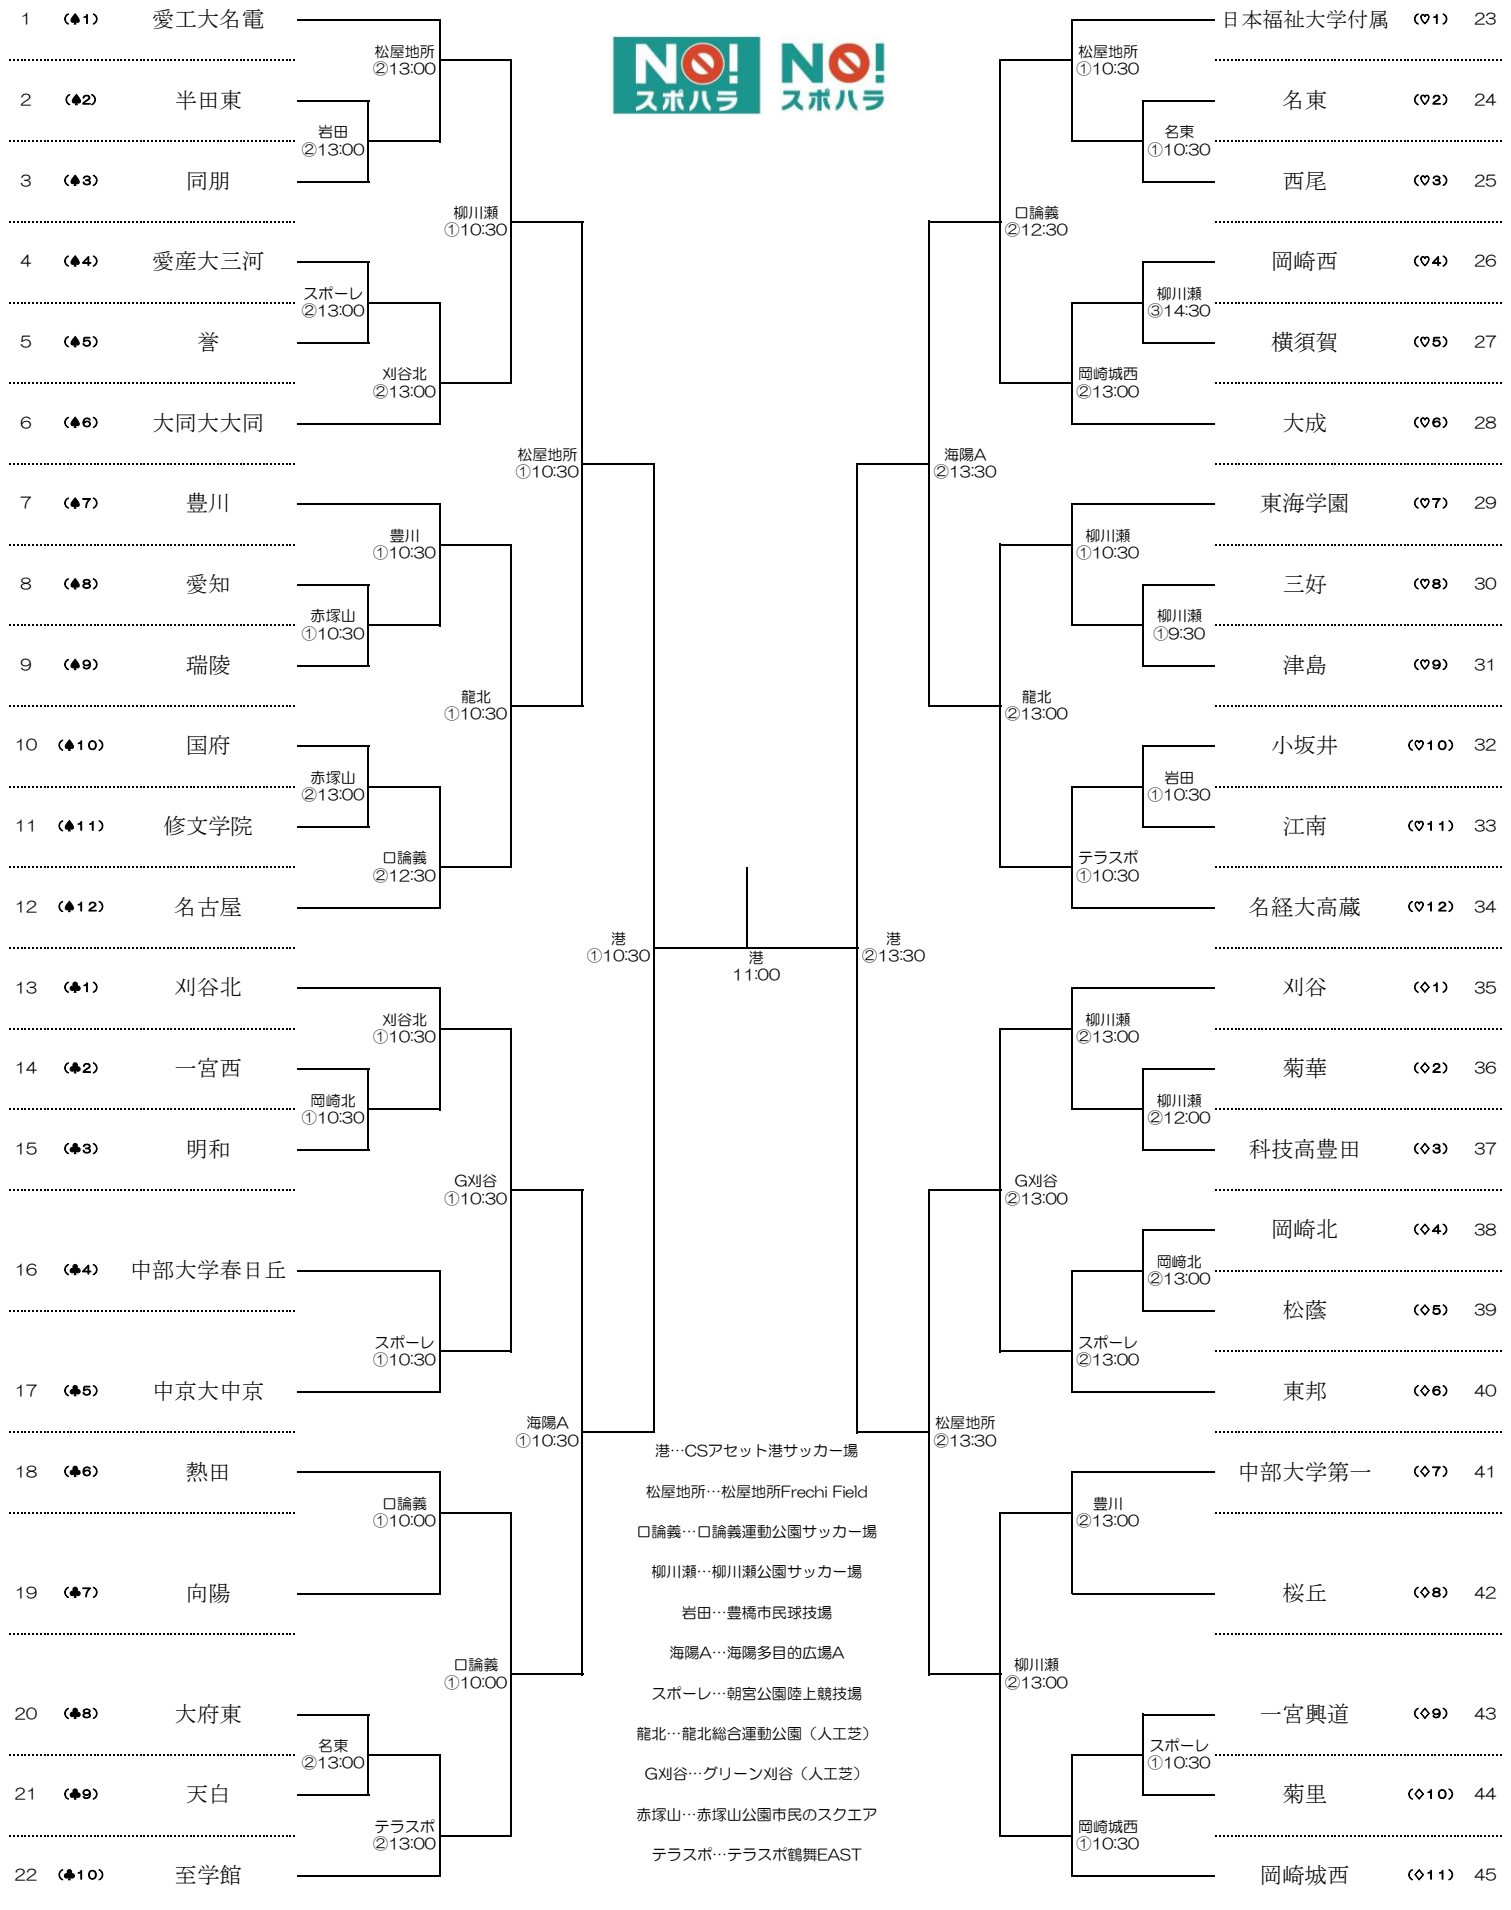 1 (♠1) 愛工大名電
松屋地所
②13:00
2 (♠2) 半田東
岩田
②13:00
3 (♠3) 同朋
柳川瀬
①10:30
4 (♠4) 愛産大三河
スポーレ
②13:00
5 (♠5) 誉
刈谷北
②13:00
6 (♠6) 大同大大同
松屋地所
①10:30
7 (♠7) 豊川
豊川
①10:30
8 (♠8) 愛知
赤塚山
①10:30
9 (♠9) 瑞陵
龍北
①10:30
10 (♠10) 国府
赤塚山
②13:00
11 (♠11) 修文学院
口論義
②12:30
12 (♠12) 名古屋
港
①10:30
13 (♣1) 刈谷北
刈谷北
①10:30
14 (♣2) 一宮西
岡崎北
①10:30
15 (♣3) 明和
G刈谷
①10:30
16 (♣4) 中部大学春日丘
スポーレ
①10:30
17 (♣5) 中京大中京
海陽A
①10:30
18 (♣6) 熱田
口論義
①10:00
19 (♣7) 向陽
口論義
①10:00
20 (♣8) 大府東
名東
②13:00
21 (♣9) 天白
テラスポ
②13:00
22 (♣10) 至学館
NO!
スポハラ
NO!
スポハラ
港
11:00
港…CSアセット港サッカー場
松屋地所…松屋地所Frechi Field
口論義…口論義運動公園サッカー場
柳川瀬…柳川瀬公園サッカー場
岩田…豊橋市民球技場
海陽A…海陽多目的広場A
スポーレ…朝宮公園陸上競技場
龍北…龍北総合運動公園（人工芝）
G刈谷…グリーン刈谷（人工芝）
赤塚山…赤塚山公園市民のスクエア
テラスポ…テラスポ鶴舞EAST
日本福祉大学付属 (♡1) 23
松屋地所
①10:30
名東 (♡2) 24
名東
①10:30
西尾 (♡3) 25
口論義
②12:30
岡崎西 (♡4) 26
柳川瀬
③14:30
横須賀 (♡5) 27
岡崎城西
②13:00
大成 (♡6) 28
海陽A
②13:30
東海学園 (♡7) 29
柳川瀬
①10:30
三好 (♡8) 30
柳川瀬
①9:30
津島 (♡9) 31
龍北
②13:00
小坂井 (♡10) 32
岩田
①10:30
江南 (♡11) 33
テラスポ
①10:30
名経大高蔵 (♡12) 34
港
②13:30
刈谷 (◇1) 35
柳川瀬
②13:00
菊華 (◇2) 36
柳川瀬
②12:00
科技高豊田 (◇3) 37
G刈谷
②13:00
岡崎北 (◇4) 38
岡﨑北
②13:00
松蔭 (◇5) 39
スポーレ
②13:00
東邦 (◇6) 40
松屋地所
②13:30
中部大学第一 (◇7) 41
豊川
②13:00
桜丘 (◇8) 42
柳川瀬
②13:00
一宮興道 (◇9) 43
スポーレ
①10:30
菊里 (◇10) 44
岡崎城西
①10:30
岡崎城西 (◇11) 45